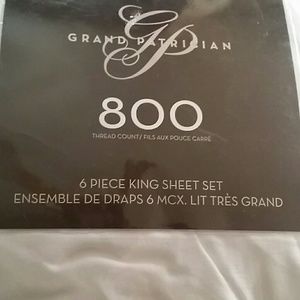 GRAND PATRICIAN
GP
800
THREAD COUNT/ FILS AUX POUCE CARRÉ
6 PIECE KING SHEET SET
ENSEMBLE DE DRAPS 6 MCX. LIT TRÈS GRAND